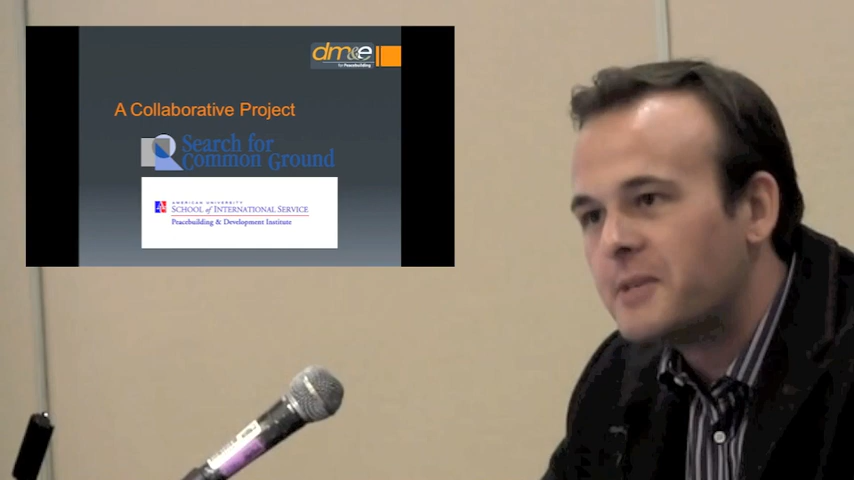 dm&e
for Peacebuilding
A Collaborative Project
Search for
Common Ground
AMERICAN UNIVERSITY
SCHOOL of INTERNATIONAL SERVICE
Peacebuilding & Development Institute